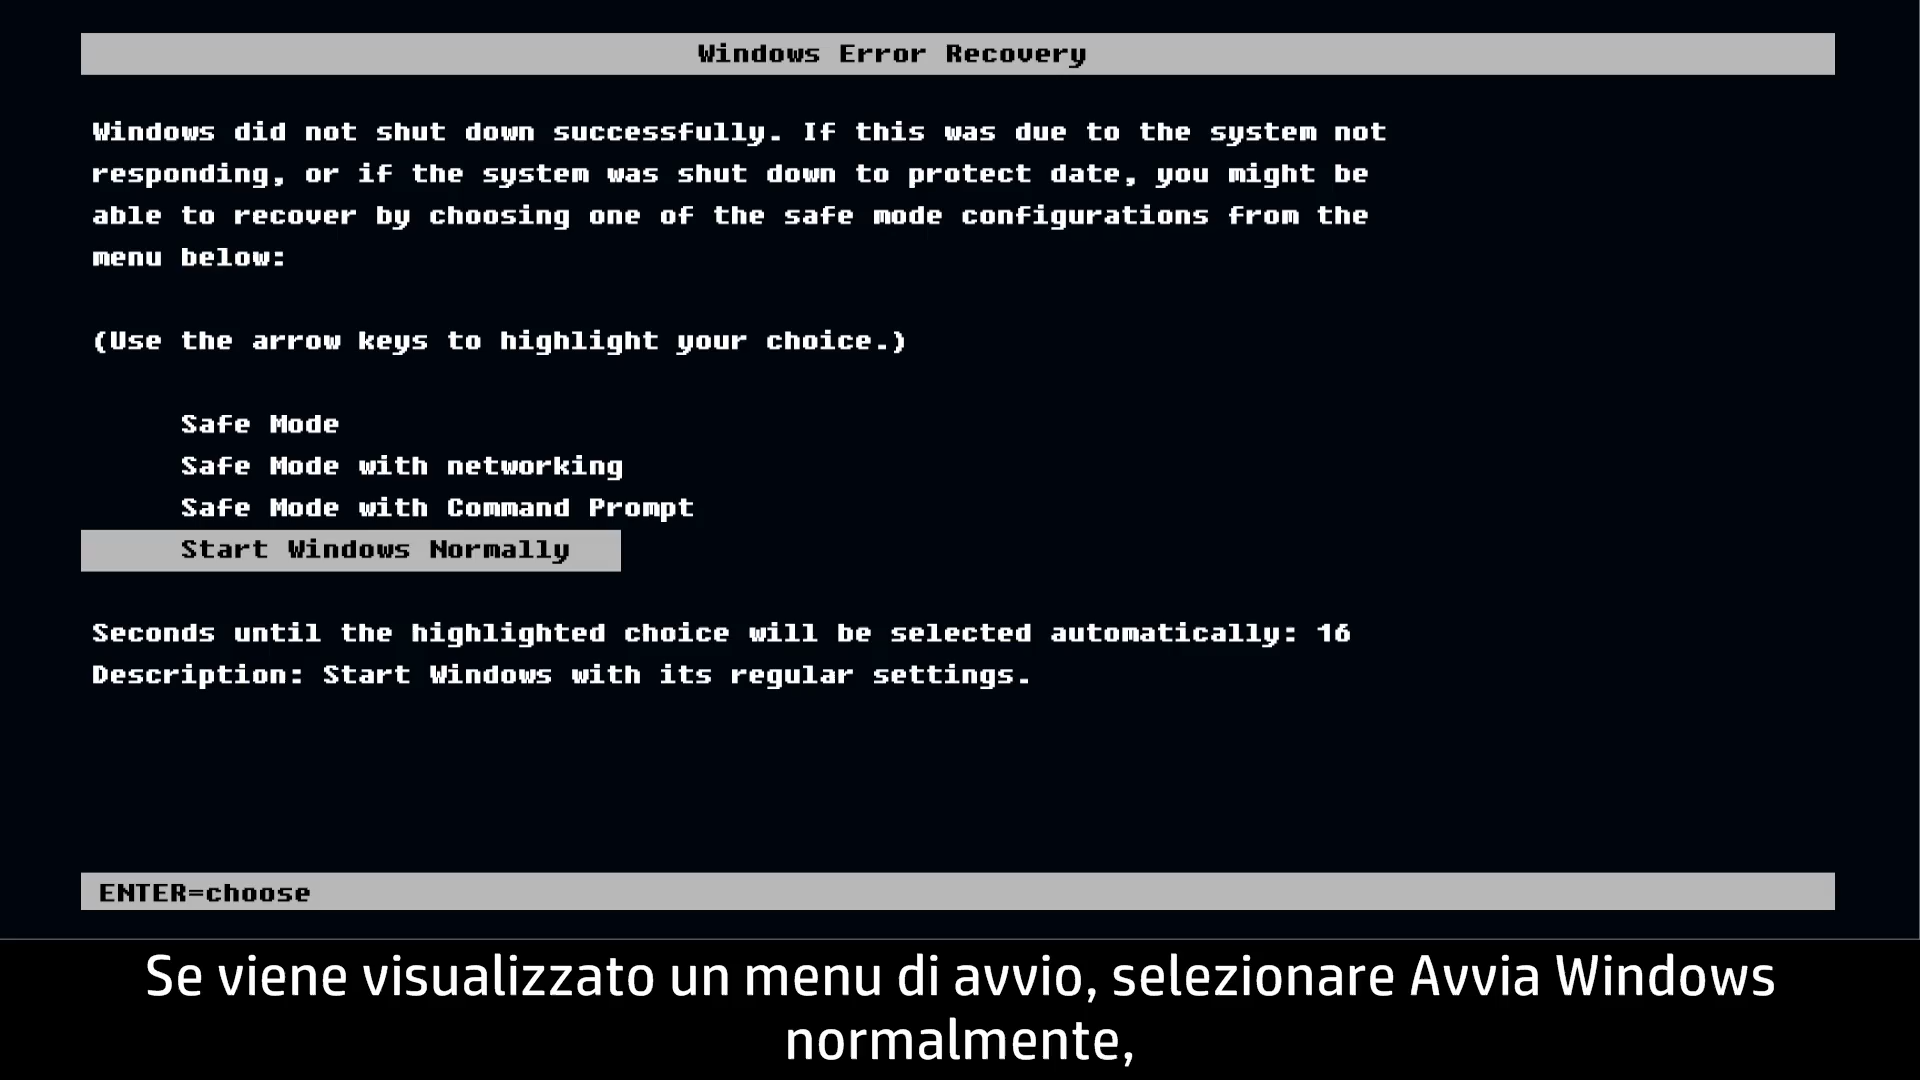 Windows Error Recovery
Windows did not shut down successfully. If this was due to the system not
responding, or if the system was shut down to protect date, you might be
able to recover by choosing one of the safe mode configurations from the
menu below:
(Use the arrow keys to highlight your choice.)
Safe Mode
Safe Mode with networking
Safe Mode with Command Prompt
Start Windows Normally
Seconds until the highlighted choice will be selected automatically: 16
Description: Start Windows with its regular settings.
ENTER=choose
Se viene visualizzato un menu di avvio, selezionare Avvia Windows
normalmente,